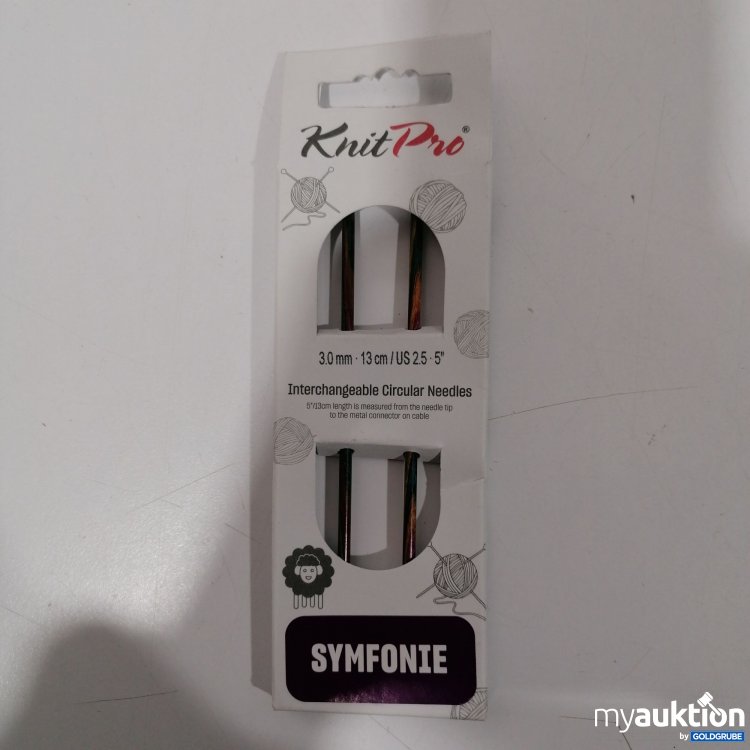 KnitPro®
3.0 mm · 13 cm / US 2.5 · 5"
Interchangeable Circular Needles
5"/13cm length is measured from the needle tip
to the metal connector on cable
SYMFONIE
myauktion
by GOLDGRUBE